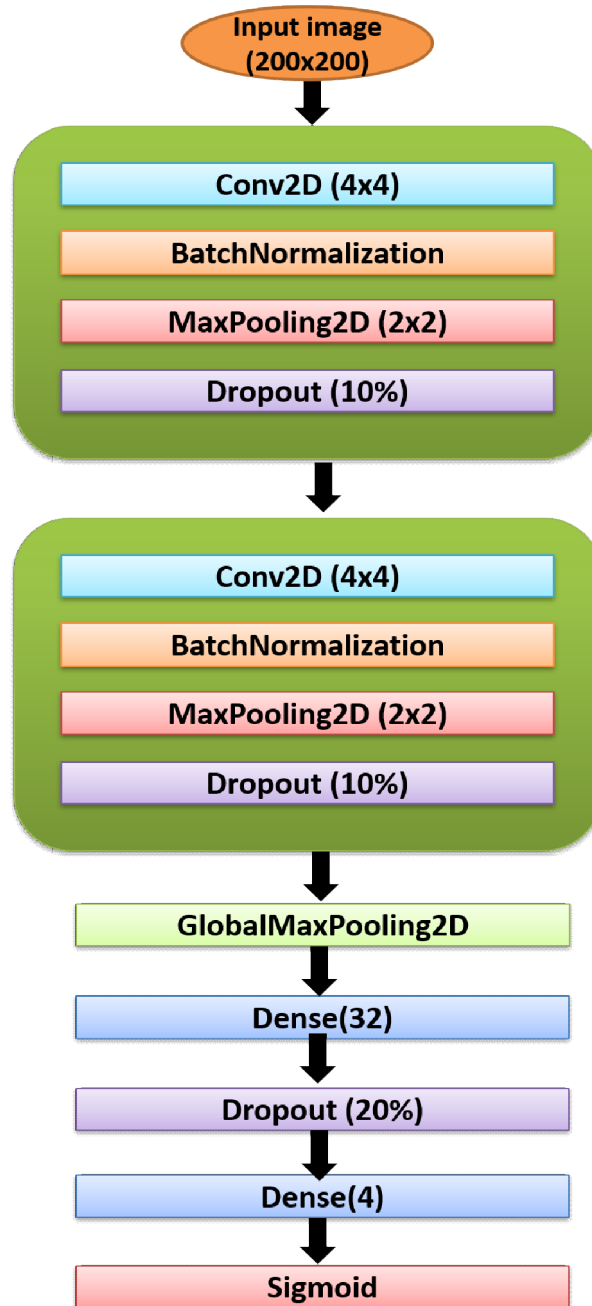 Input image
(200x200)
Conv2D (4x4)
BatchNormalization
MaxPooling2D (2x2)
Dropout (10%)
Conv2D (4x4)
BatchNormalization
MaxPooling2D (2x2)
Dropout (10%)
GlobalMaxPooling2D
Dense(32)
Dropout (20%)
Dense(4)
Sigmoid